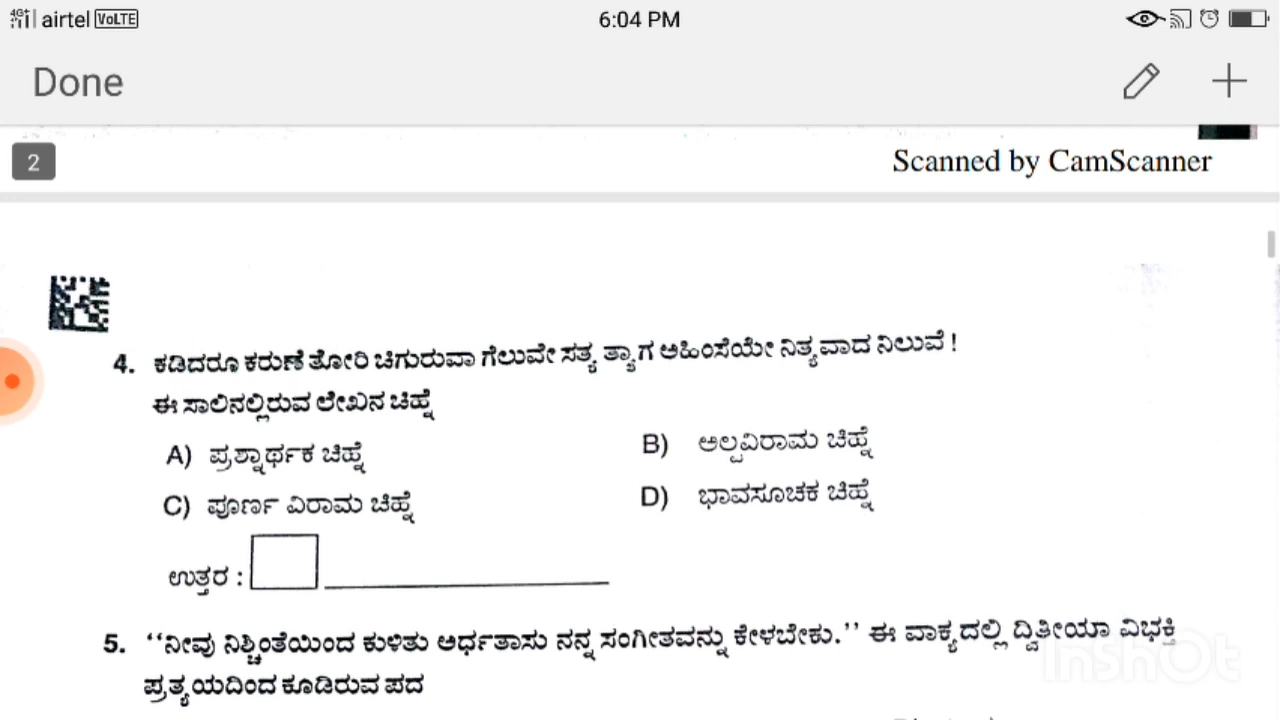 4G+ airtel VoLTE 6:04 PM
Done
2 Scanned by CamScanner
4. ಕಡಿದರೂ ಕರುಣೆ ತೋರಿ ಚಿಗುರುವಾ ಗೆಲುವೇ ಸತ್ಯ ತ್ಯಾಗ ಅಹಿಂಸೆಯೇ ನಿತ್ಯವಾದ ನಿಲುವೆ !
ಈ ಸಾಲಿನಲ್ಲಿರುವ ಲೇಖನ ಚಿಹ್ನೆ
A) ಪ್ರಶ್ನಾರ್ಥಕ ಚಿಹ್ನೆ B) ಅಲ್ಪವಿರಾಮ ಚಿಹ್ನೆ
C) ಪೂರ್ಣ ವಿರಾಮ ಚಿಹ್ನೆ D) ಭಾವಸೂಚಕ ಚಿಹ್ನೆ
ಉತ್ತರ :
5. ‘‘ನೀವು ನಿಶ್ಚಿಂತೆಯಿಂದ ಕುಳಿತು ಅರ್ಧತಾಸು ನನ್ನ ಸಂಗೀತವನ್ನು ಕೇಳಬೇಕು.’’ ಈ ವಾಕ್ಯದಲ್ಲಿ ದ್ವಿತೀಯಾ ವಿಭಕ್ತಿ
ಪ್ರತ್ಯಯದಿಂದ ಕೂಡಿರುವ ಪದ
InShOt